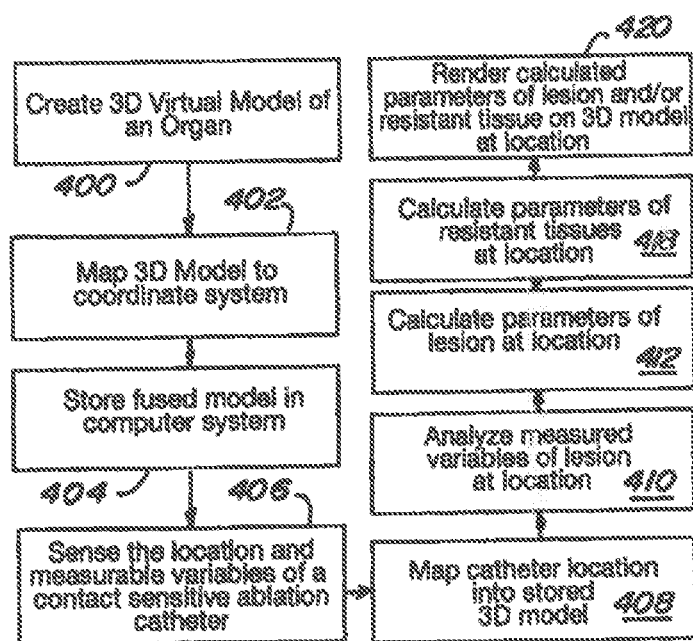 Create 3D Virtual Model of
an Organ
400
402
Map 3D Model to
coordinate system
Store fused model in
computer system
404
406
Sense the location and
measurable variables of a
contact sensitive ablation
catheter
Map catheter location
into stored
3D model 408
Analyze measured
variables of lesion
at location 410
Calculate parameters of
lesion at location 412
Calculate parameters of
resistant tissues
at location 418
420
Render calculated
parameters of lesion and/or
resistant tissue on 3D model
at location